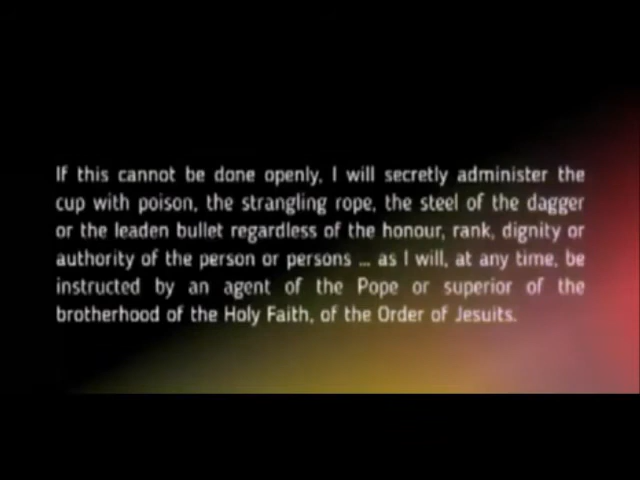 If this cannot be done openly, I will secretly administer the
cup with poison, the strangling rope, the steel of the dagger
or the leaden bullet regardless of the honour, rank, dignity or
authority of the person or persons ... as I will, at any time, be
instructed by an agent of the Pope or superior of the
brotherhood of the Holy Faith, of the Order of Jesuits.